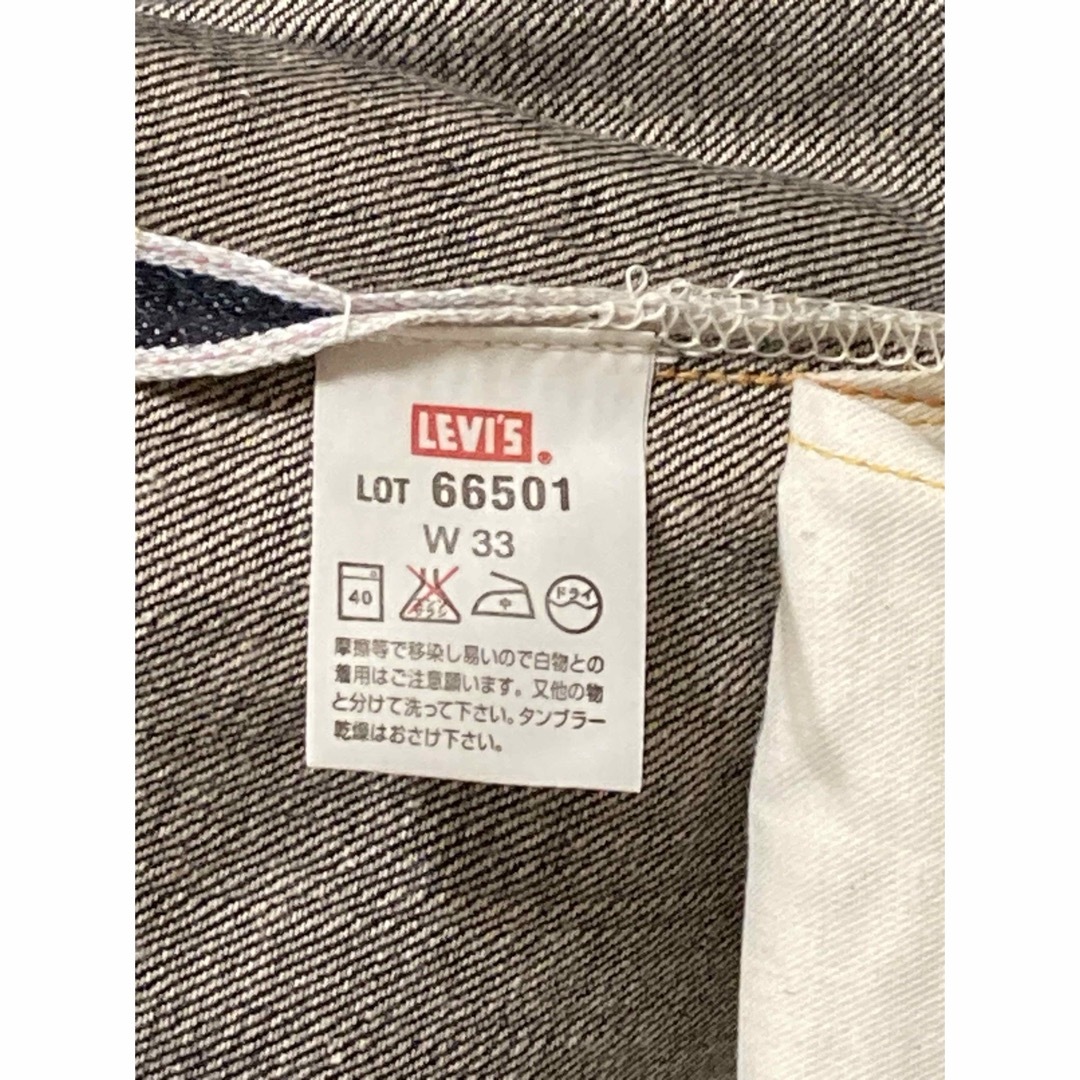 LEVI'S®
LOT 66501
W 33
40 中 ドライ
摩擦等で移染し易いので白物との
着用はご注意願います。又他の物
と分けて洗って下さい。タンブラー
乾燥はおさけ下さい。